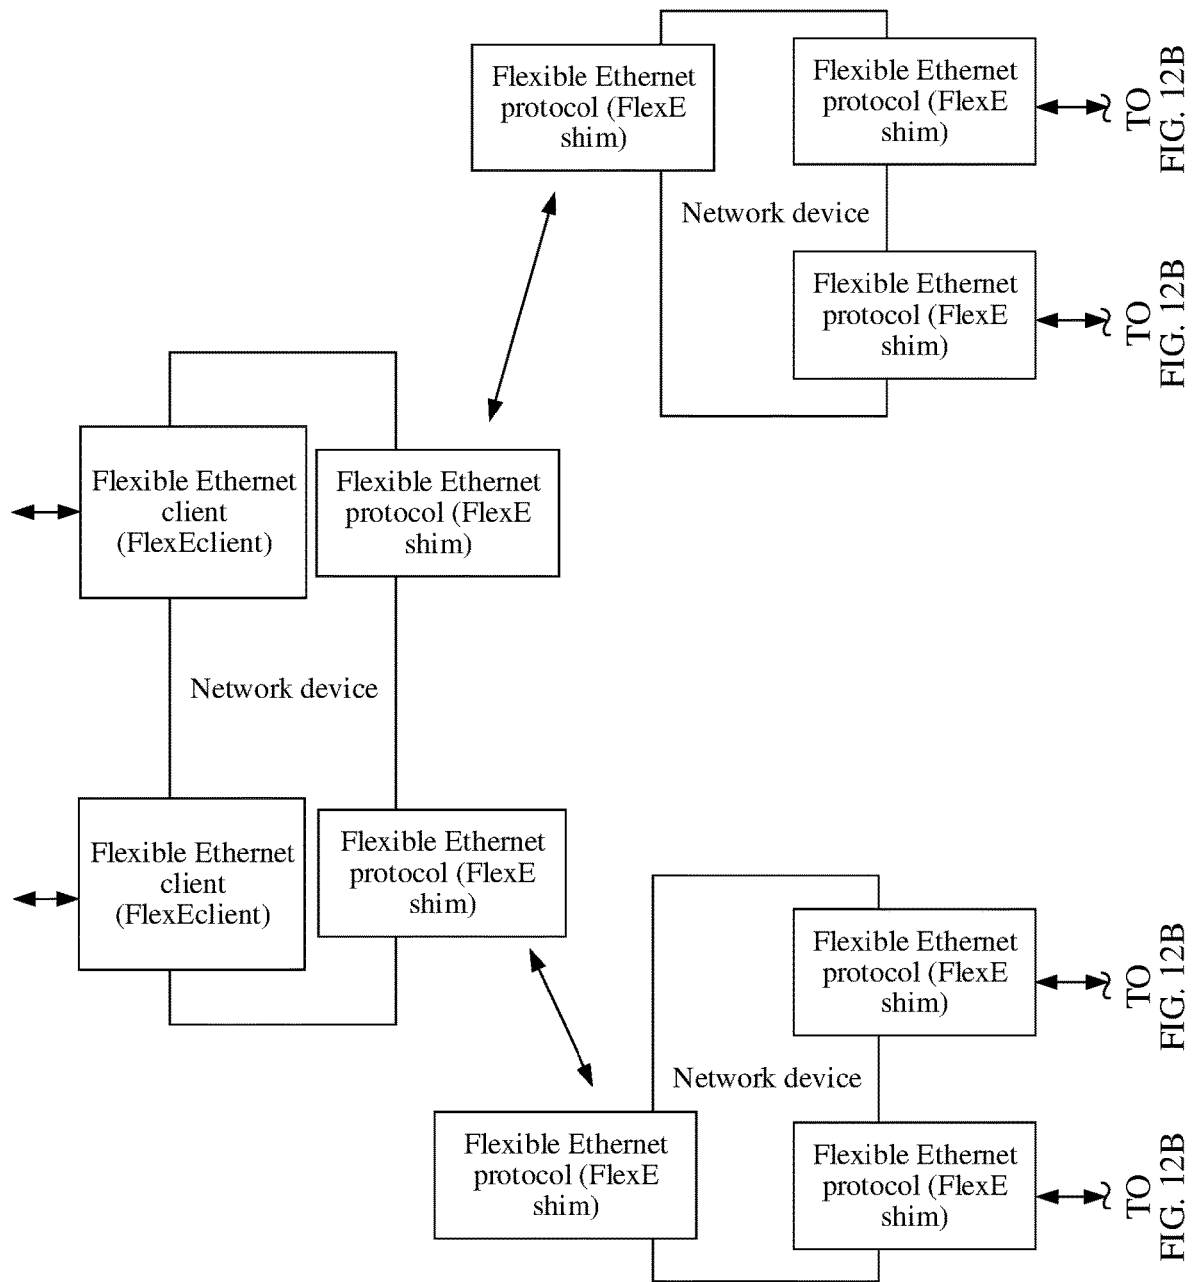 Flexible Ethernet
protocol (FlexE
shim)
Flexible Ethernet
protocol (FlexE
shim)
TO
FIG. 12B
Network device
Flexible Ethernet
protocol (FlexE
shim)
TO
FIG. 12B
Flexible Ethernet
client
(FlexEclient)
Flexible Ethernet
protocol (FlexE
shim)
Network device
Flexible Ethernet
client
(FlexEclient)
Flexible Ethernet
protocol (FlexE
shim)
Flexible Ethernet
protocol (FlexE
shim)
TO
FIG. 12B
Network device
Flexible Ethernet
protocol (FlexE
shim)
Flexible Ethernet
protocol (FlexE
shim)
TO
FIG. 12B